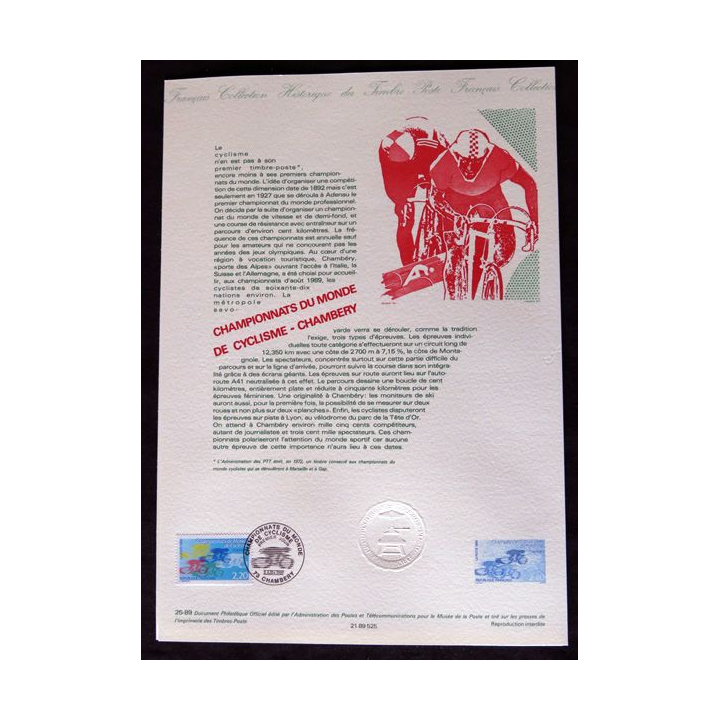 Français Collection Historique du Timbre Poste Français Collection
Le
cyclisme
n'en est pas à son
premier timbre-poste*,
encore moins à ses premiers champion-
nats du monde. L'idée d'organiser une compéti-
tion de cette dimension date de 1892 mais c'est
seulement en 1927 que se déroula à Adenau le
premier championnat du monde professionnel.
On décida par la suite d'organiser un champion-
nat du monde de vitesse et de demi-fond, et
une course de résistance avec entraîneur sur un
parcours d'environ cent kilomètres. La fré-
quence de ces championnats est annuelle sauf
pour les amateurs qui ne concourent pas les
années des jeux olympiques. Au cœur d'une
région à vocation touristique, Chambéry,
«porte des Alpes» ouvrant l'accès à l'Italie, la
Suisse et l'Allemagne, a été choisi pour accueil-
lir, aux championnats d'août 1989, les
cyclistes de soixante-dix
nations environ. La
métropole
savo-
CHAMPIONNATS DU MONDE
DE CYCLISME - CHAMBERY
yarde verra se dérouler, comme la tradition
l'exige, trois types d'épreuves. Les épreuves indivi-
duelles toute catégorie s'effectueront sur un circuit long de
12,350 km avec une côte de 2700 m à 7,15 %, la côte de Monta-
gnole. Les spectateurs, concentrés surtout sur cette partie difficile du
parcours et sur la ligne d'arrivée, pourront suivre la course dans son inté-
gralité grâce à des écrans géants. Les épreuves sur route auront lieu sur l'auto-
route A41 neutralisée à cet effet. Le parcours dessine une boucle de cent
kilomètres, entièrement plate et réduite à cinquante kilomètres pour les
épreuves féminines. Une originalité à Chambéry: les moniteurs de ski
auront aussi, pour la première fois, la possibilité de se mesurer sur deux
roues et non plus sur deux «planches». Enfin, les cyclistes disputeront
les épreuves sur piste à Lyon, au vélodrome du parc de la Tête d'Or.
On attend à Chambéry environ mille cinq cents compétiteurs,
autant de journalistes et trois cent mille spectateurs. Ces cham-
pionnats polariseront l'attention du monde sportif car aucune
autre épreuve de cette importance n'aura lieu à ces dates.
* L'Administration des PTT émit, en 1972, un timbre consacré aux championnats du
monde cyclistes qui se déroulèrent à Marseille et à Gap.
2,20
CHAMPIONNATS DU MONDE
DE CYCLISME
PREMIER JOUR
73 CHAMBERY
25-89 Document Philatélique Officiel édité par l'Administration des Postes et Télécommunications pour le Musée de la Poste et tiré sur les presses de
l'Imprimerie des Timbres-Poste
Reproduction interdite
21 89 525